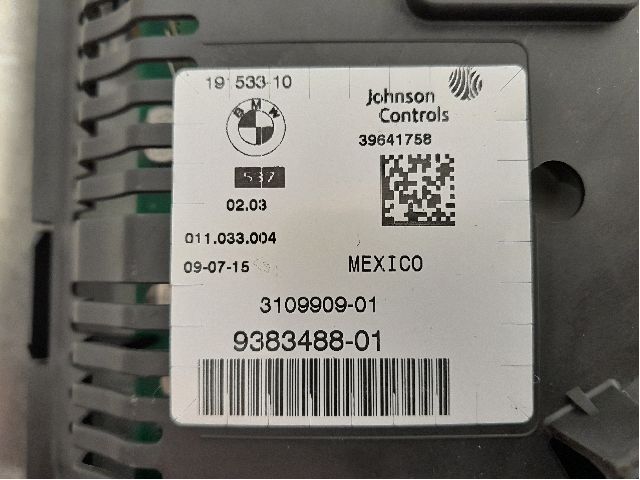 19 533 10
BMW
Johnson
Controls
39641758
537
02.03
011.033.004
09-07-15
MEXICO
3109909-01
9383488-01